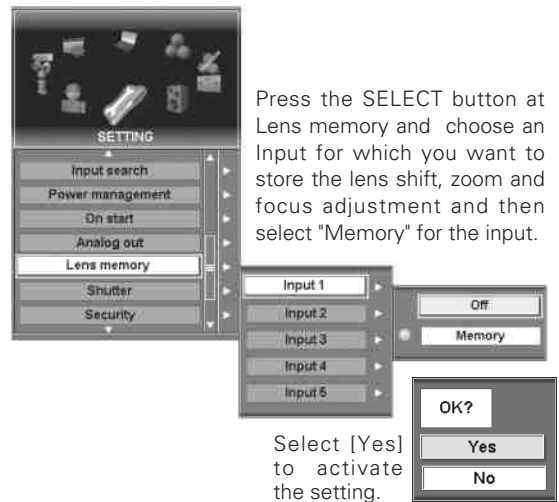 SETTING
Input search
Power management
On start
Analog out
Lens memory
Shutter
Security
Press the SELECT button at
Lens memory and choose an
Input for which you want to
store the lens shift, zoom and
focus adjustment and then
select "Memory" for the input.
Input 1
Input 2
Input 3
Input 4
Input 5
Off
Memory
OK?
Yes
No
Select [Yes]
to activate
the setting.